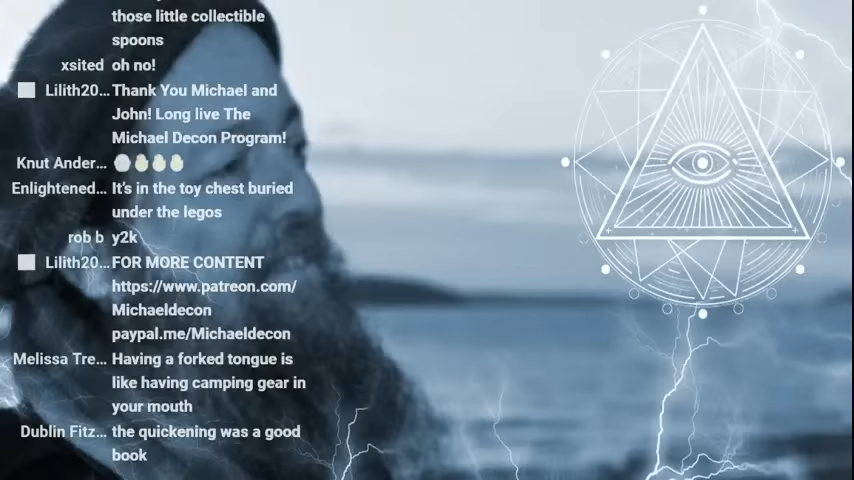 those little collectible
spoons
xsited oh no!
Lilith20... Thank You Michael and
John! Long live The
Michael Decon Program!
Knut Ander...
Enlightened... It's in the toy chest buried
under the legos
rob b y2k
Lilith20... FOR MORE CONTENT
https://www.patreon.com/
Michaeldecon
paypal.me/Michaeldecon
Melissa Tre... Having a forked tongue is
like having camping gear in
your mouth
Dublin Fitz... the quickening was a good
book